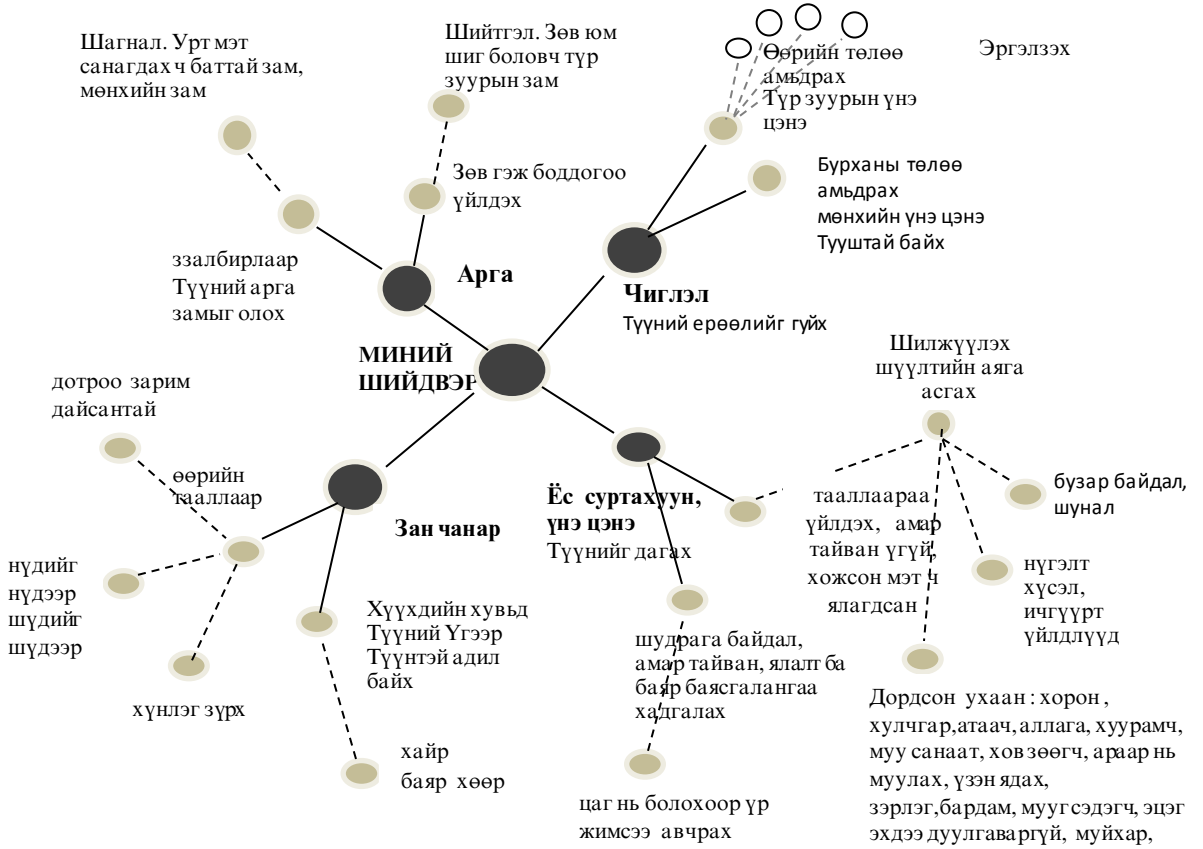 Шагнал. Урт мэт
санагдах ч баттай зам,
мөнхийн зам
Шийтгэл. Зөв юм
шиг боловч түр
зуурын зам
Өөрийн төлөө
амьдрах
Түр зуурын үнэ
цэнэ
Эргэлзэх
Зөв гэж боддогоо
үйлдэх
Бурханы төлөө
амьдрах
мөнхийн үнэ цэнэ
Тууштай байх
ззалбирлаар
Түүний арга
замыг олох
Арга
Чиглэл
Түүний ерөөлийг гуйх
МИНИЙ
ШИЙДВЭР
Шилжүүлэх
шүүлтийн аяга
асгах
дотроо зарим
дайсантай
өөрийн
тааллаар
Зан чанар
Ёс суртахуун,
үнэ цэнэ
Түүнийг дагах
тааллаараа
үйлдэх, амар
тайван үгүй,
хожсон мэт ч
ялагдсан
бузар байдал,
шунал
нүдийг
нүдээр
шүдийг
шүдээр
нүгэлт
хүсэл,
ичгүүрт
үйлдлүүд
Хүүхдийн хувьд
Түүний Үгээр
Түүнтэй адил
байх
шудрага байдал,
амар тайван, ялалт ба
баяр баясгалангаа
хадгалах
хүнлэг зүрх
хайр
баяр хөөр
цаг нь болохоор үр
жимсээ авчрах
Дордсон ухаан : хорон ,
хулчгар,атаач,аллага, хуурамч,
муу санаат, хов зөөгч, араар нь
муулах, үзэн ядах,
зэрлэг,бардам, мууг сэдэгч, эцэг
эхдээ дуулгаваргүй, муйхар,